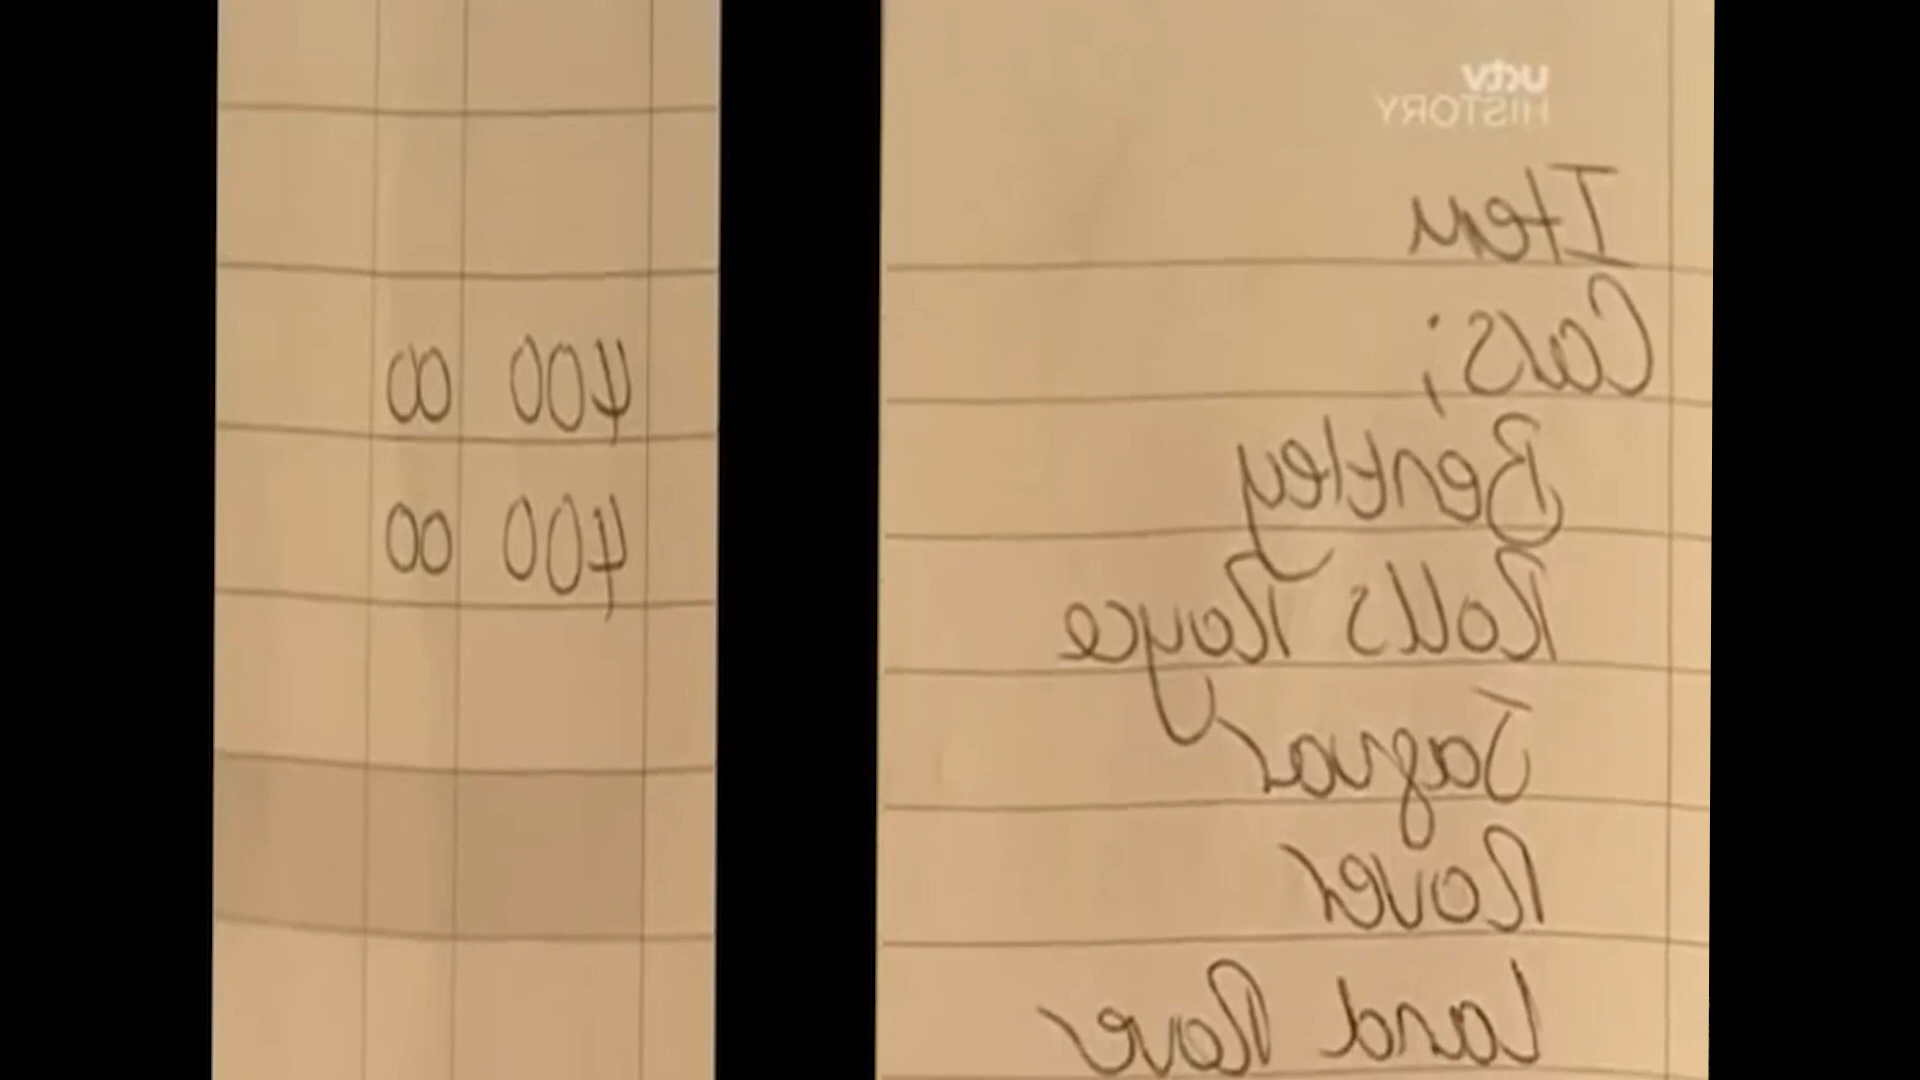 uktv
HISTORY
Item
Cars;
Bentley
Rolls Royce
Jaguar
Rover
Land Rover
400 00
400 00